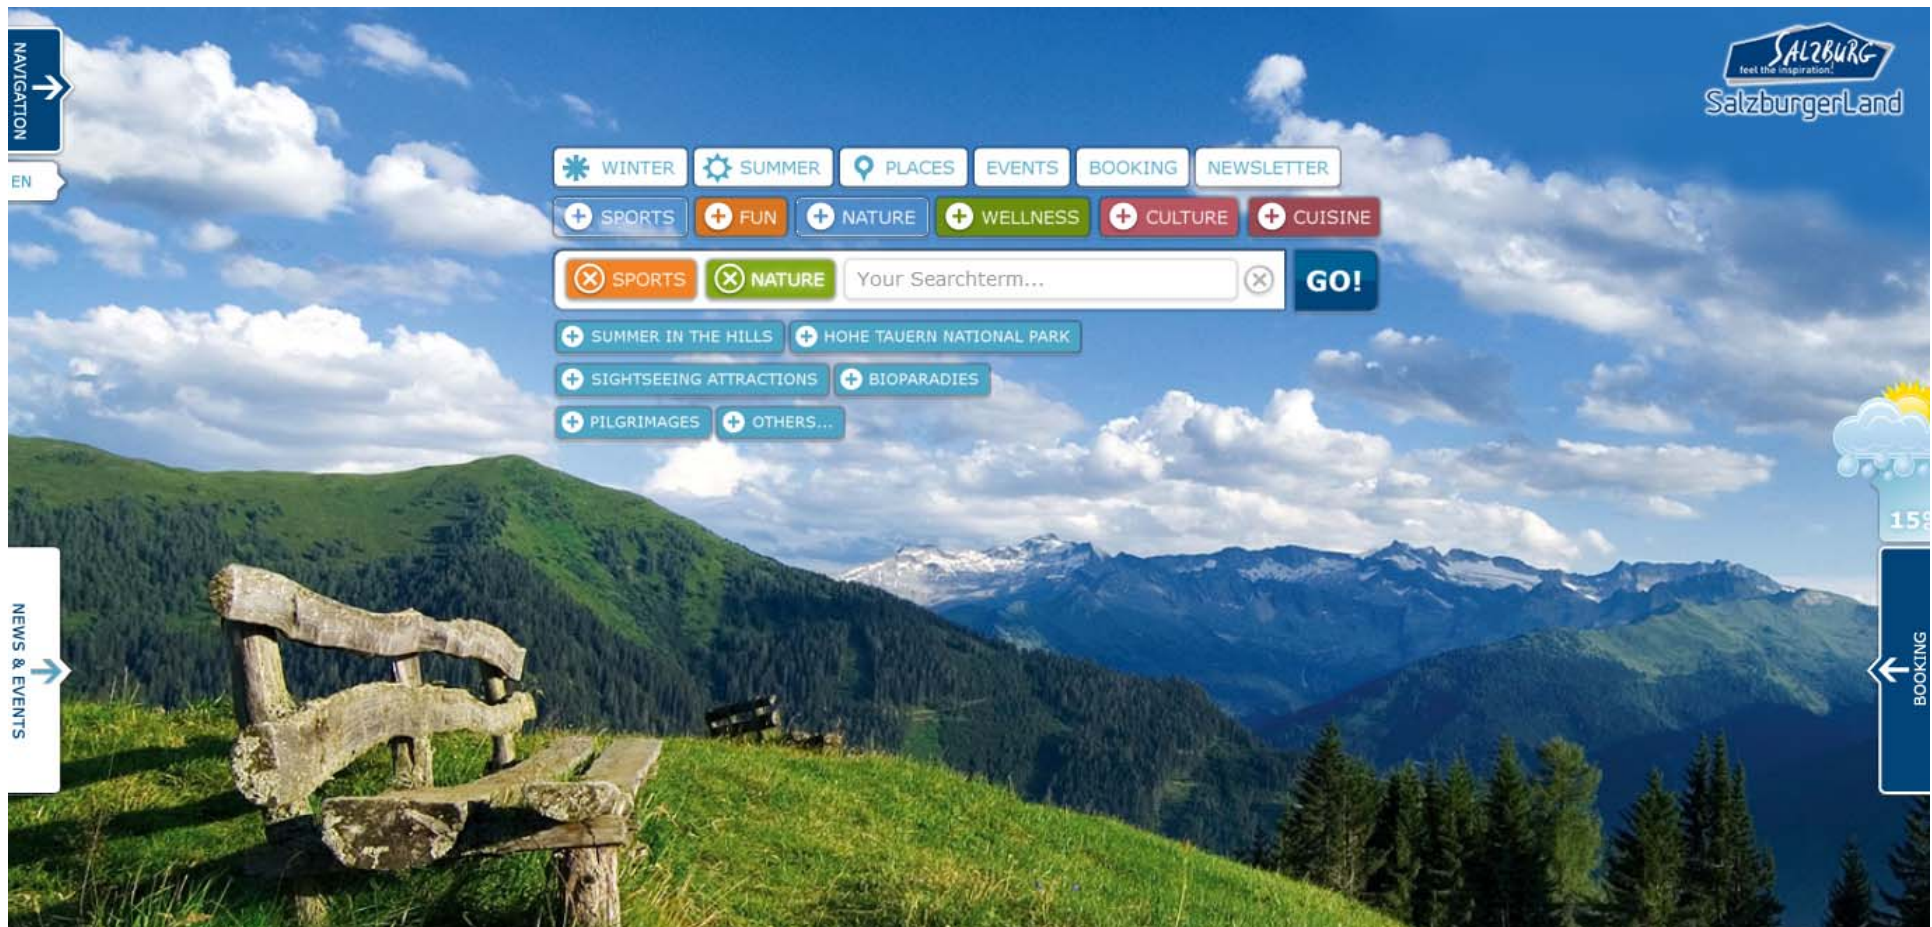 NAVIGATION
EN
SALZBURG
feel the inspiration!
SalzburgerLand
WINTER SUMMER PLACES EVENTS BOOKING NEWSLETTER
SPORTS FUN NATURE WELLNESS CULTURE CUISINE
SPORTS NATURE Your Searchterm... GO!
SUMMER IN THE HILLS HOHE TAUERN NATIONAL PARK
SIGHTSEEING ATTRACTIONS BIOPARADIES
PILGRIMAGES OTHERS...
15°
NEWS & EVENTS
BOOKING